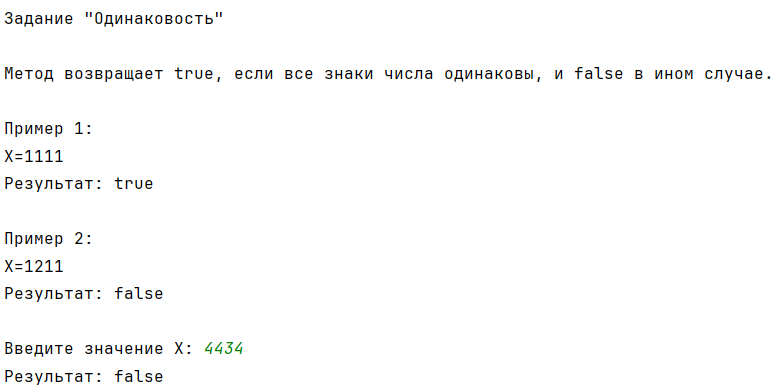 Задание "Одинаковость"
Метод возвращает true, если все знаки числа одинаковы, и false в ином случае.
Пример 1:
X=1111
Результат: true
Пример 2:
X=1211
Результат: false
Введите значение X: 4434
Результат: false